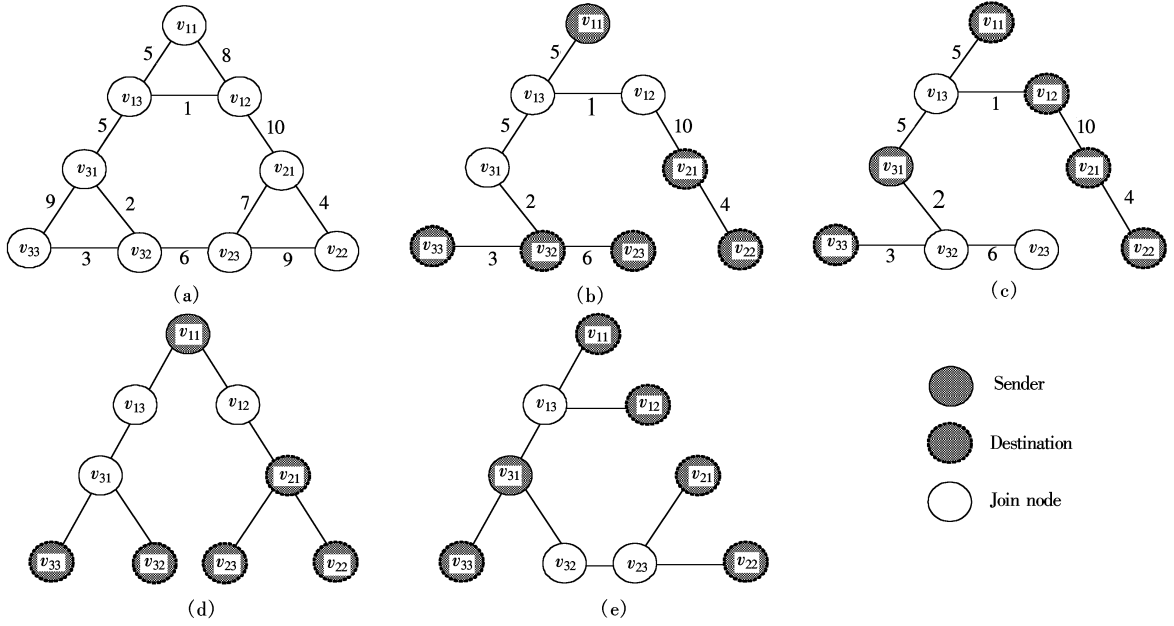 v11 v11 v11
5 8 5 5
v13 1 v12 v13 1 v12 v13 1 v12
5 10 5 10 5 10
v31 v21 v31 v21 v31 v21
9 2 7 4 2 4 2 4
v33 3 v32 6 v23 9 v22 v33 3 v32 6 v23 v22 v33 3 v32 6 v23 v22
(a) (b) (c)
v11 v11
v13 v12 v13 v12 Sender
Destination
v31 v21 v31 v21
Join node
v33 v32 v23 v22 v33 v32 v23 v22
(d) (e)